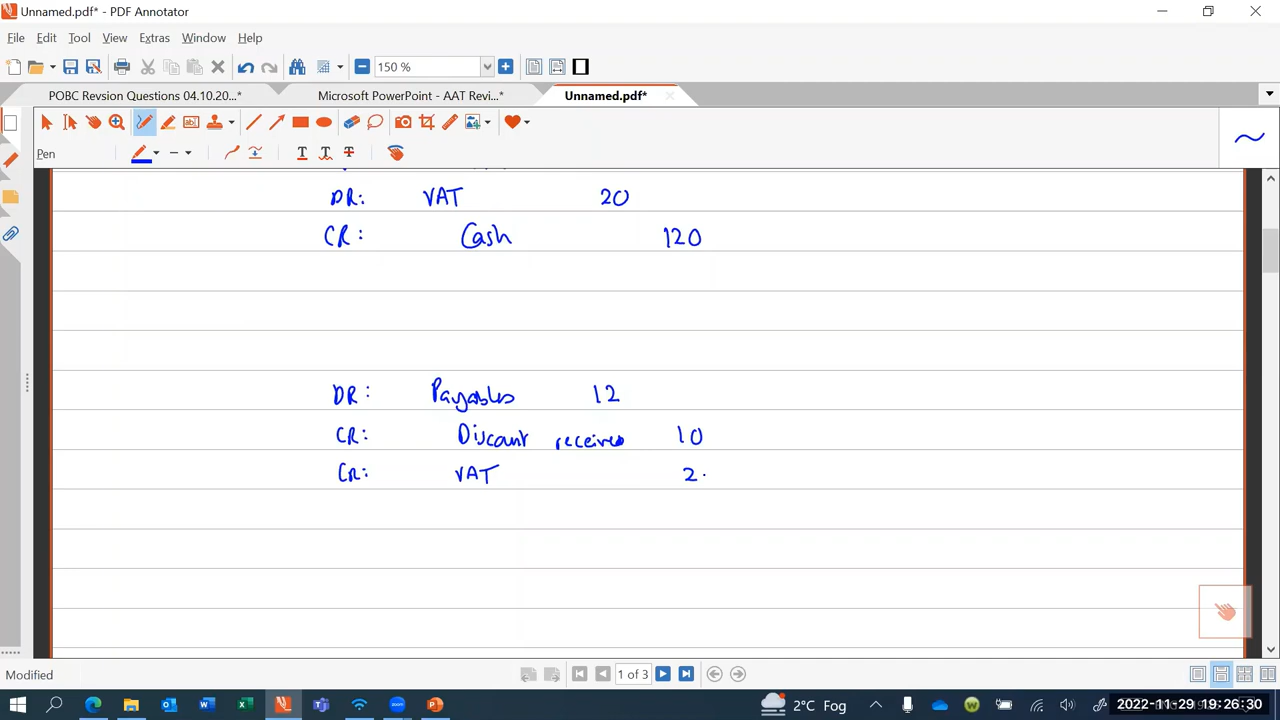 Unnamed.pdf* - PDF Annotator
File Edit Tool View Extras Window Help
150 %
POBC Revsion Questions 04.10.20...* Microsoft PowerPoint - AAT Revi...* Unnamed.pdf*
Pen
DR: VAT 20
CR: Cash 120
DR: Payables 12
CR: Discount received 10
CR: VAT 2.
Modified
1 of 3
2°C Fog
2022-11-29 19:26:30